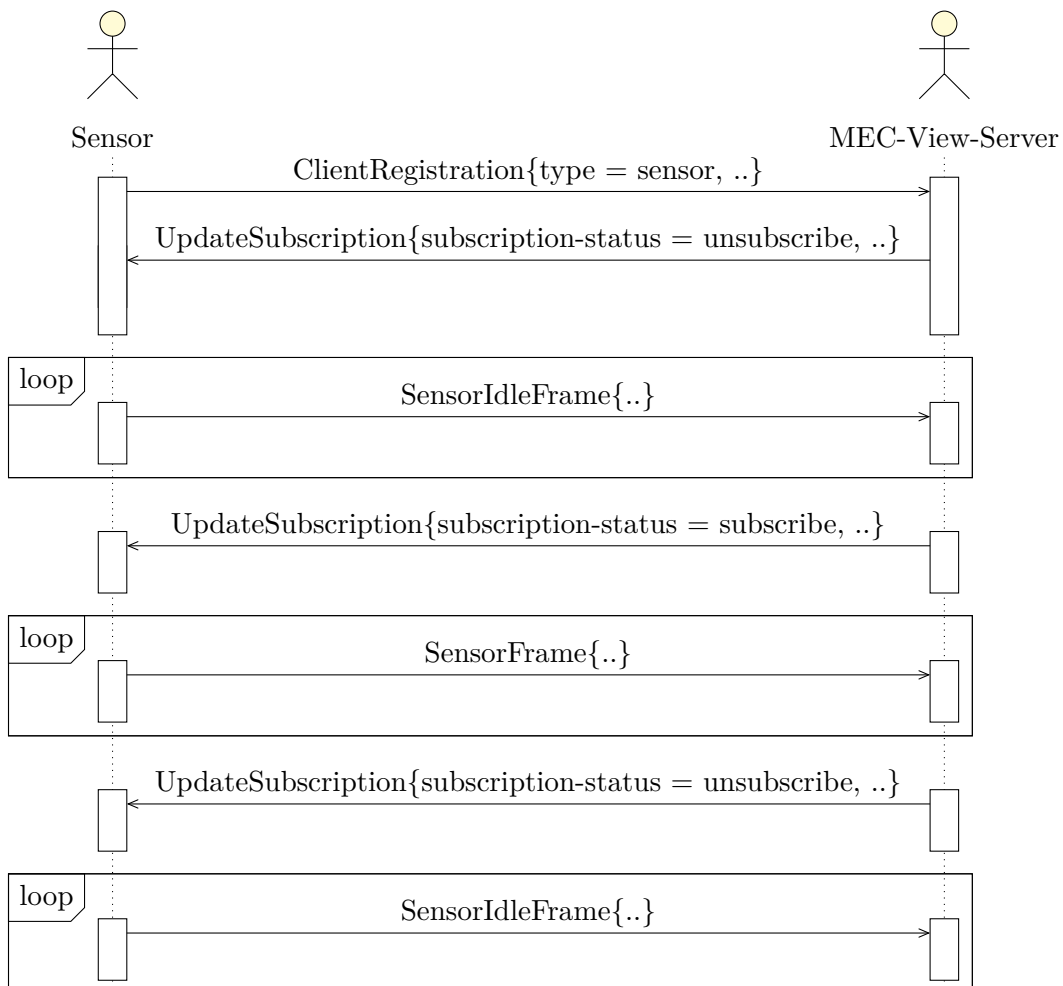 Sensor
MEC-View-Server
ClientRegistration{type = sensor, ..}
UpdateSubscription{subscription-status = unsubscribe, ..}
loop
SensorIdleFrame{..}
UpdateSubscription{subscription-status = subscribe, ..}
loop
SensorFrame{..}
UpdateSubscription{subscription-status = unsubscribe, ..}
loop
SensorIdleFrame{..}